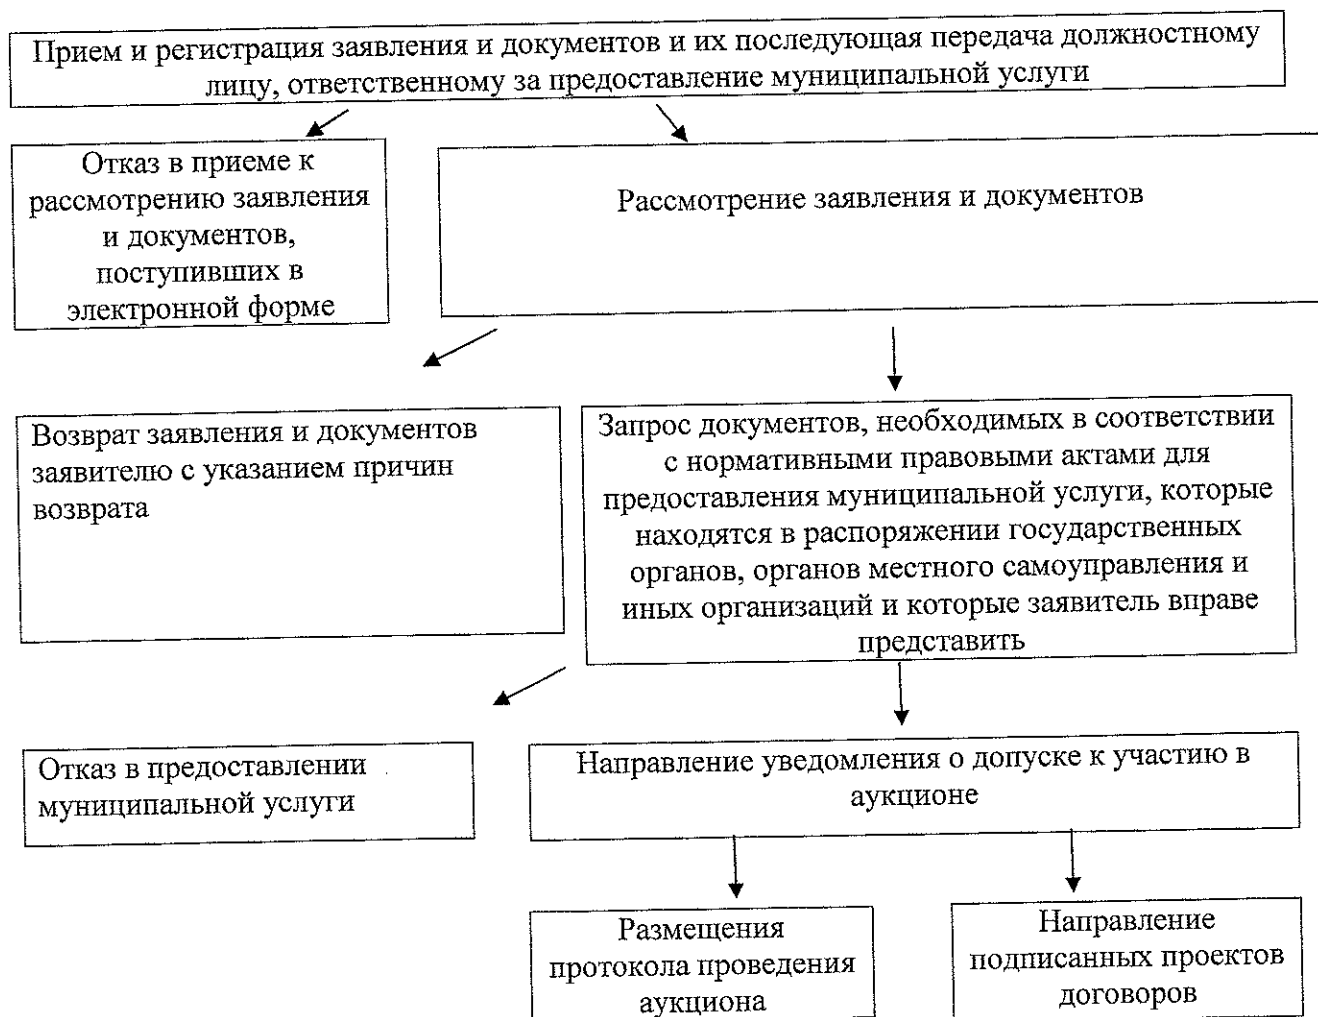 Прием и регистрация заявления и документов и их последующая передача должностному
лицу, ответственному за предоставление муниципальной услуги
Отказ в приеме к
рассмотрению заявления
и документов,
поступивших в
электронной форме
Рассмотрение заявления и документов
Возврат заявления и документов
заявителю с указанием причин
возврата
Запрос документов, необходимых в соответствии
с нормативными правовыми актами для
предоставления муниципальной услуги, которые
находятся в распоряжении государственных
органов, органов местного самоуправления и
иных организаций и которые заявитель вправе
представить
Отказ в предоставлении
муниципальной услуги
Направление уведомления о допуске к участию в
аукционе
Размещения
протокола проведения
аукциона
Направление
подписанных проектов
договоров